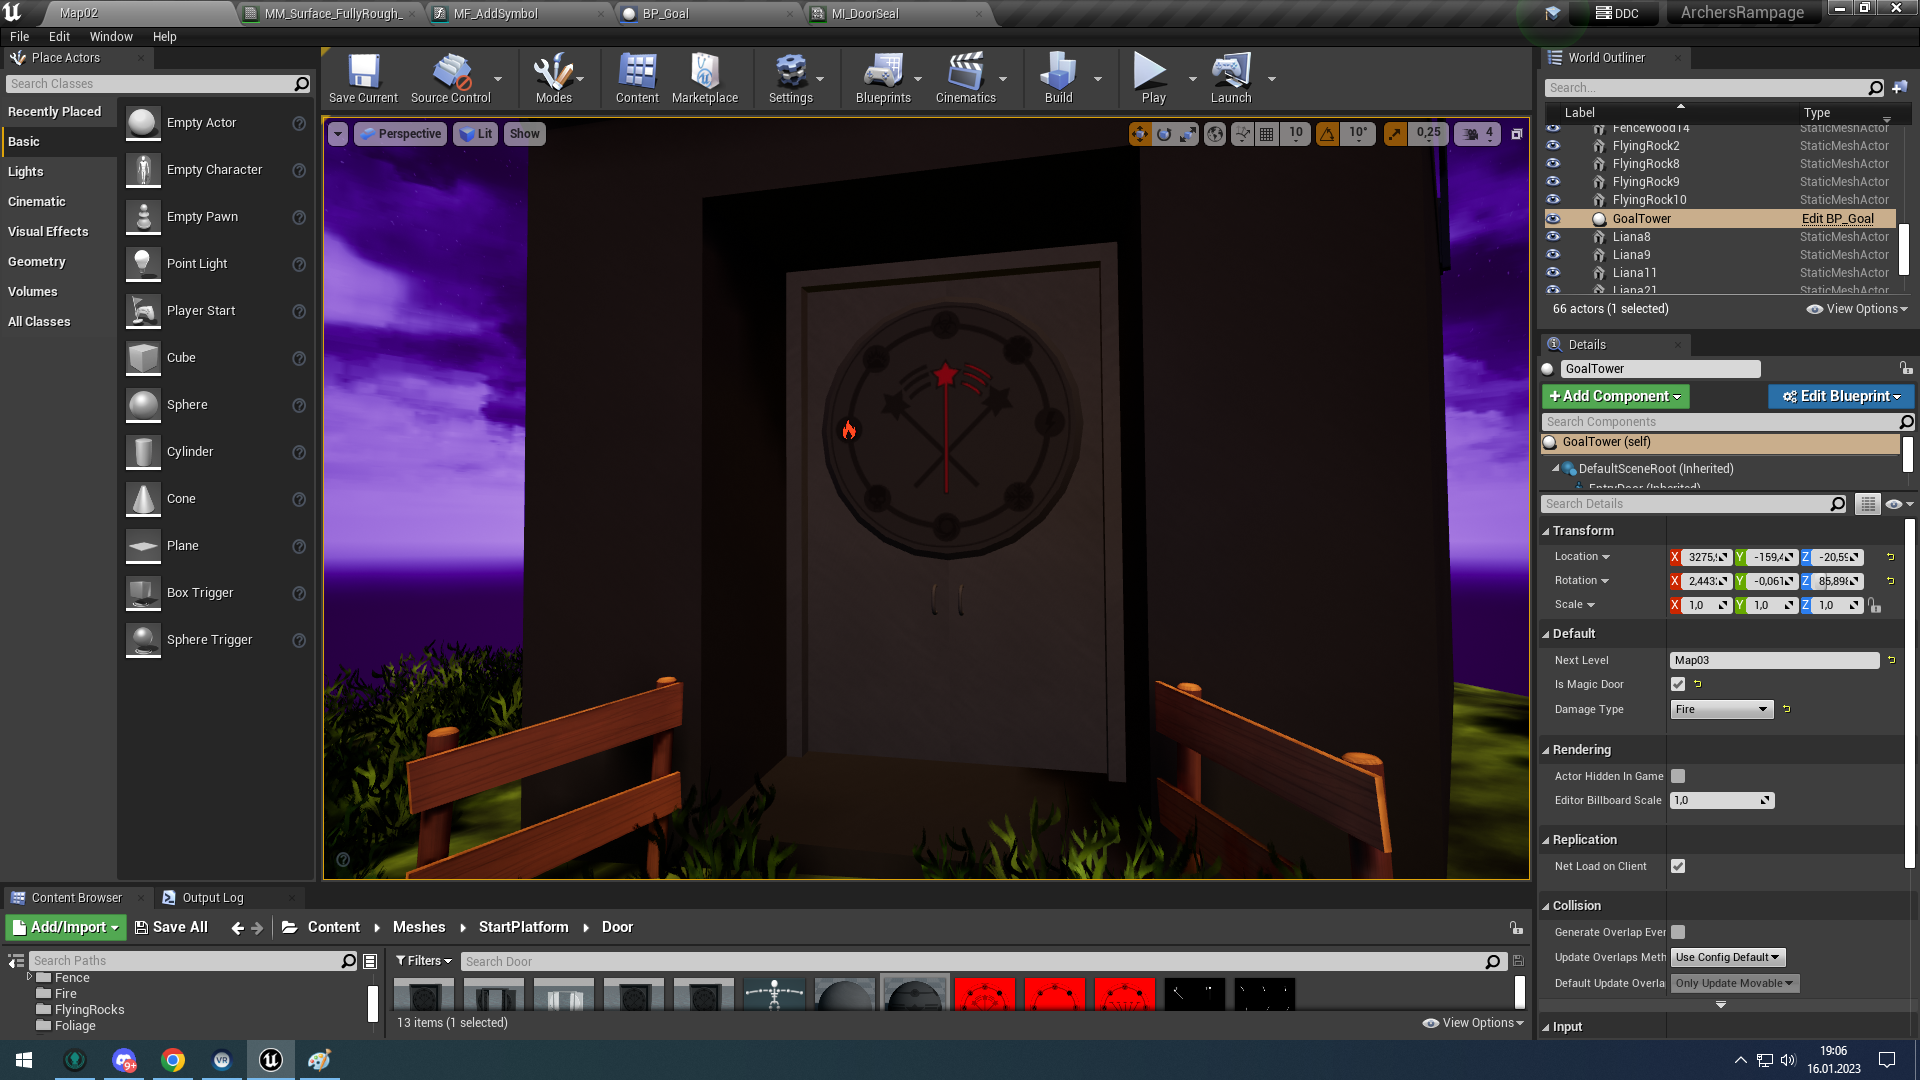 Map02
MM_Surface_FullyRough_
MF_AddSymbol
BP_Goal
MI_DoorSeal
DDC
ArchersRampage
File Edit Window Help
Place Actors
Search Classes
Recently Placed
Basic
Lights
Cinematic
Visual Effects
Geometry
Volumes
All Classes
Empty Actor
Empty Character
Empty Pawn
Point Light
Player Start
Cube
Sphere
Cylinder
Cone
Plane
Box Trigger
Sphere Trigger
Save Current
Source Control
Modes
Content
Marketplace
Settings
Blueprints
Cinematics
Build
Play
Launch
Perspective
Lit
Show
10
10°
0,25
4
World Outliner
Search...
Label
Type
FenceWood14 StaticMeshActor
FlyingRock2 StaticMeshActor
FlyingRock8 StaticMeshActor
FlyingRock9 StaticMeshActor
FlyingRock10 StaticMeshActor
GoalTower Edit BP_Goal
Liana8 StaticMeshActor
Liana9 StaticMeshActor
Liana11 StaticMeshActor
Liana21 StaticMeshActor
66 actors (1 selected)
View Options
Details
GoalTower
+Add Component
Edit Blueprint
Search Components
GoalTower (self)
DefaultSceneRoot (Inherited)
EntryDoor (Inherited)
Search Details
Transform
Location X 3275, Y -159,4 Z -20,59
Rotation X 2,443 Y -0,061 Z 85,898
Scale X 1,0 Y 1,0 Z 1,0
Default
Next Level Map03
Is Magic Door
Damage Type Fire
Rendering
Actor Hidden In Game
Editor Billboard Scale 1,0
Replication
Net Load on Client
Collision
Generate Overlap Ever
Update Overlaps Meth Use Config Default
Default Update Overla Only Update Movable
Input
Content Browser
Output Log
Add/Import
Save All
Content Meshes StartPlatform Door
Search Paths
Fence
Fire
FlyingRocks
Foliage
Filters
Search Door
13 items (1 selected)
View Options
9+
VR
19:06
16.01.2023